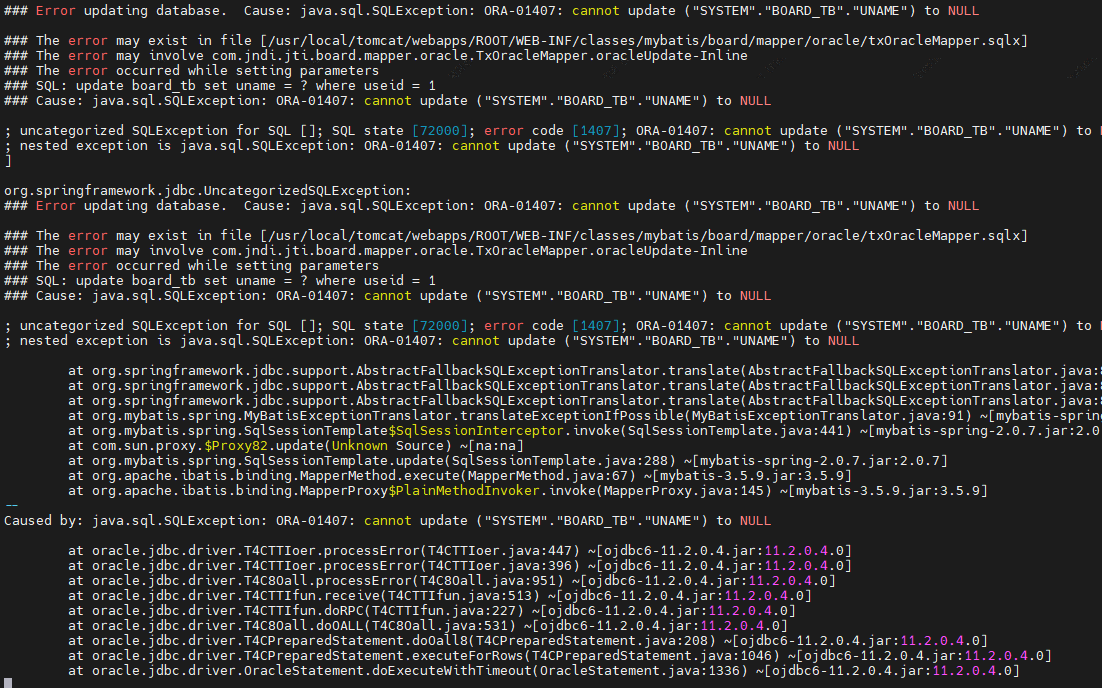 ### Error updating database.  Cause: java.sql.SQLException: ORA-01407: cannot update ("SYSTEM"."BOARD_TB"."UNAME") to NULL
### The error may exist in file [/usr/local/tomcat/webapps/ROOT/WEB-INF/classes/mybatis/board/mapper/oracle/txOracleMapper.sqlx]
### The error may involve com.jndi.jti.board.mapper.oracle.TxOracleMapper.oracleUpdate-Inline
### The error occurred while setting parameters
### SQL: update board_tb set uname = ? where useid = 1
### Cause: java.sql.SQLException: ORA-01407: cannot update ("SYSTEM"."BOARD_TB"."UNAME") to NULL
; uncategorized SQLException for SQL []; SQL state [72000]; error code [1407]; ORA-01407: cannot update ("SYSTEM"."BOARD_TB"."UNAME") to
; nested exception is java.sql.SQLException: ORA-01407: cannot update ("SYSTEM"."BOARD_TB"."UNAME") to NULL
]
org.springframework.jdbc.UncategorizedSQLException:
### Error updating database.  Cause: java.sql.SQLException: ORA-01407: cannot update ("SYSTEM"."BOARD_TB"."UNAME") to NULL
### The error may exist in file [/usr/local/tomcat/webapps/ROOT/WEB-INF/classes/mybatis/board/mapper/oracle/txOracleMapper.sqlx]
### The error may involve com.jndi.jti.board.mapper.oracle.TxOracleMapper.oracleUpdate-Inline
### The error occurred while setting parameters
### SQL: update board_tb set uname = ? where useid = 1
### Cause: java.sql.SQLException: ORA-01407: cannot update ("SYSTEM"."BOARD_TB"."UNAME") to NULL
; uncategorized SQLException for SQL []; SQL state [72000]; error code [1407]; ORA-01407: cannot update ("SYSTEM"."BOARD_TB"."UNAME") to
; nested exception is java.sql.SQLException: ORA-01407: cannot update ("SYSTEM"."BOARD_TB"."UNAME") to NULL
at org.springframework.jdbc.support.AbstractFallbackSQLExceptionTranslator.translate(AbstractFallbackSQLExceptionTranslator.java:
at org.springframework.jdbc.support.AbstractFallbackSQLExceptionTranslator.translate(AbstractFallbackSQLExceptionTranslator.java:
at org.springframework.jdbc.support.AbstractFallbackSQLExceptionTranslator.translate(AbstractFallbackSQLExceptionTranslator.java:
at org.mybatis.spring.MyBatisExceptionTranslator.translateExceptionIfPossible(MyBatisExceptionTranslator.java:91) ~[mybatis-sprin
at org.mybatis.spring.SqlSessionTemplate$SqlSessionInterceptor.invoke(SqlSessionTemplate.java:441) ~[mybatis-spring-2.0.7.jar:2.0
at com.sun.proxy.$Proxy82.update(Unknown Source) ~[na:na]
at org.mybatis.spring.SqlSessionTemplate.update(SqlSessionTemplate.java:288) ~[mybatis-spring-2.0.7.jar:2.0.7]
at org.apache.ibatis.binding.MapperMethod.execute(MapperMethod.java:67) ~[mybatis-3.5.9.jar:3.5.9]
at org.apache.ibatis.binding.MapperProxy$PlainMethodInvoker.invoke(MapperProxy.java:145) ~[mybatis-3.5.9.jar:3.5.9]
--
Caused by: java.sql.SQLException: ORA-01407: cannot update ("SYSTEM"."BOARD_TB"."UNAME") to NULL
at oracle.jdbc.driver.T4CTTIoer.processError(T4CTTIoer.java:447) ~[ojdbc6-11.2.0.4.jar:11.2.0.4.0]
at oracle.jdbc.driver.T4CTTIoer.processError(T4CTTIoer.java:396) ~[ojdbc6-11.2.0.4.jar:11.2.0.4.0]
at oracle.jdbc.driver.T4C8Oall.processError(T4C8Oall.java:951) ~[ojdbc6-11.2.0.4.jar:11.2.0.4.0]
at oracle.jdbc.driver.T4CTTIfun.receive(T4CTTIfun.java:513) ~[ojdbc6-11.2.0.4.jar:11.2.0.4.0]
at oracle.jdbc.driver.T4CTTIfun.doRPC(T4CTTIfun.java:227) ~[ojdbc6-11.2.0.4.jar:11.2.0.4.0]
at oracle.jdbc.driver.T4C8Oall.doOALL(T4C8Oall.java:531) ~[ojdbc6-11.2.0.4.jar:11.2.0.4.0]
at oracle.jdbc.driver.T4CPreparedStatement.doOall8(T4CPreparedStatement.java:208) ~[ojdbc6-11.2.0.4.jar:11.2.0.4.0]
at oracle.jdbc.driver.T4CPreparedStatement.executeForRows(T4CPreparedStatement.java:1046) ~[ojdbc6-11.2.0.4.jar:11.2.0.4.0]
at oracle.jdbc.driver.OracleStatement.doExecuteWithTimeout(OracleStatement.java:1336) ~[ojdbc6-11.2.0.4.jar:11.2.0.4.0]